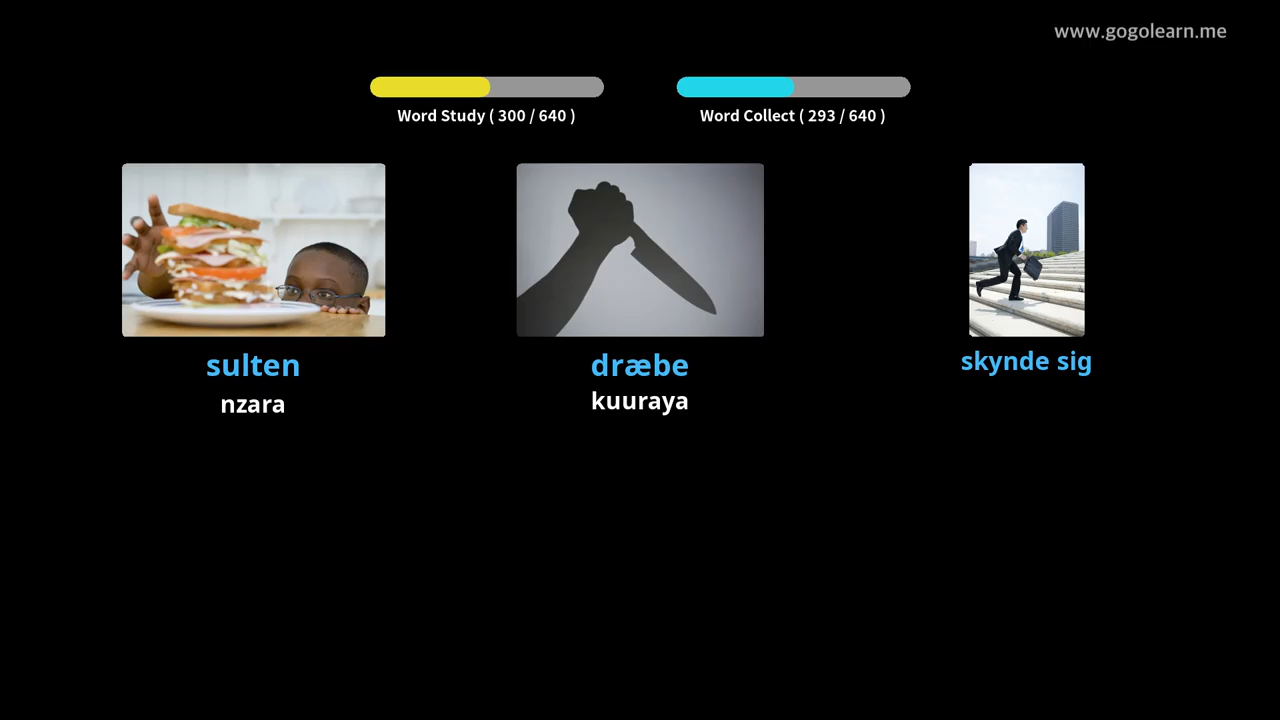 www.gogolearn.me
Word Study ( 300 / 640 )
Word Collect ( 293 / 640 )
sulten
dræbe
skynde sig
nzara
kuuraya